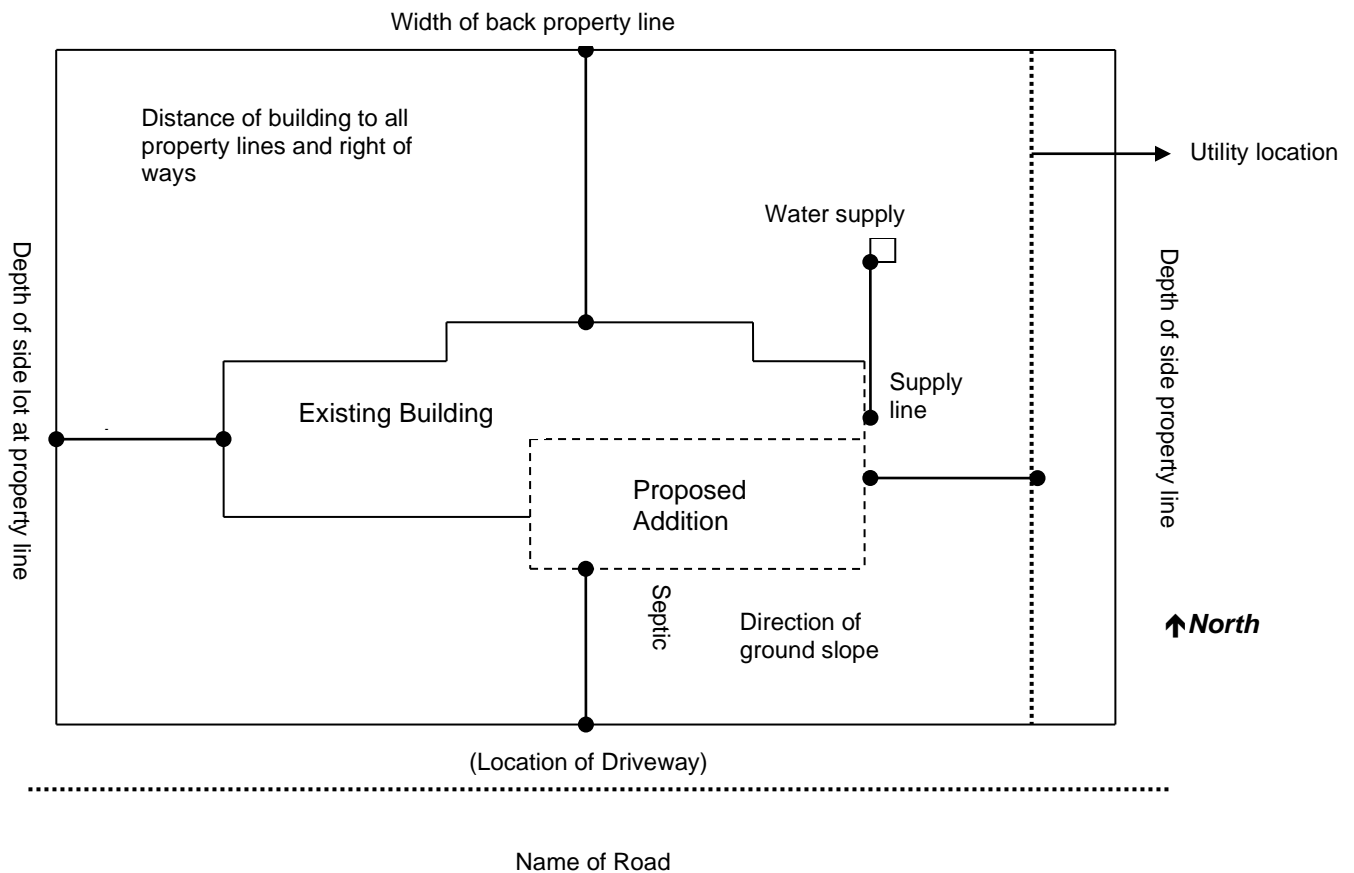 Width of back property line
Distance of building to all
property lines and right of
ways
Utility location
Water supply
Depth of side lot at property line
Depth of side property line
Supply
line
Existing Building
Proposed
Addition
Septic
Direction of
ground slope
North
(Location of Driveway)
Name of Road